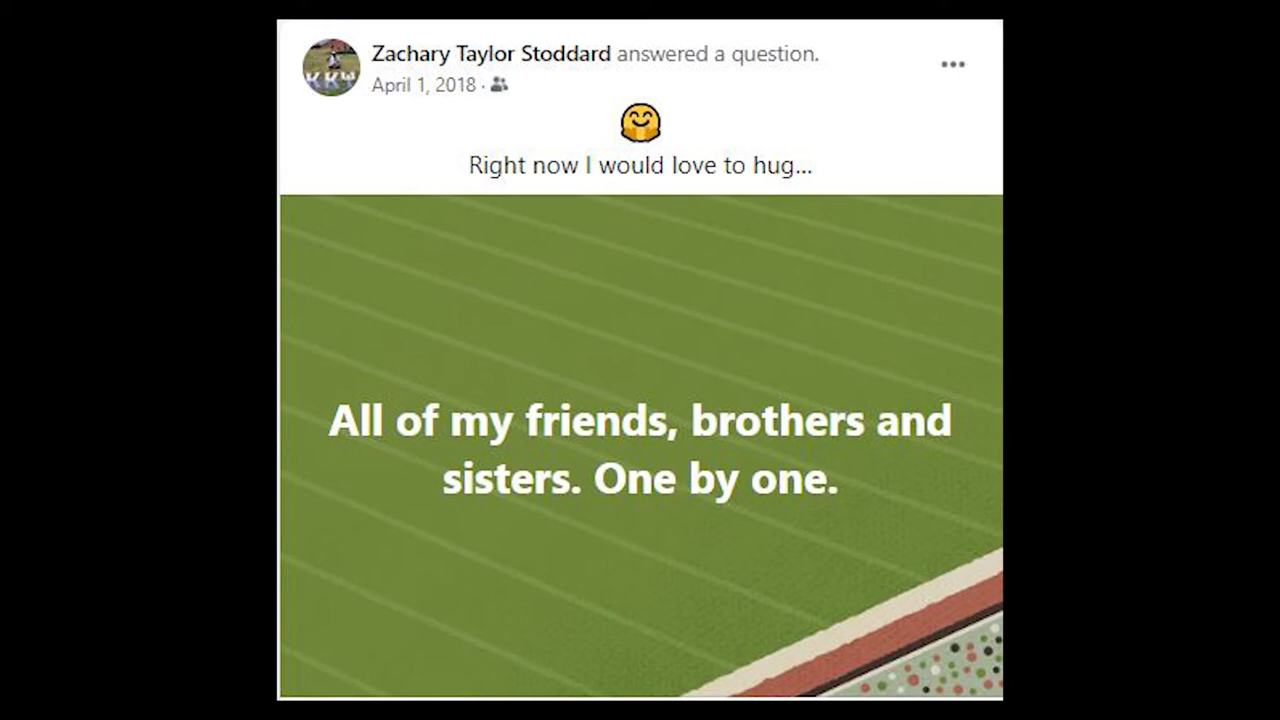 Zachary Taylor Stoddard answered a question.
April 1, 2018 ·
Right now I would love to hug...
All of my friends, brothers and
sisters. One by one.